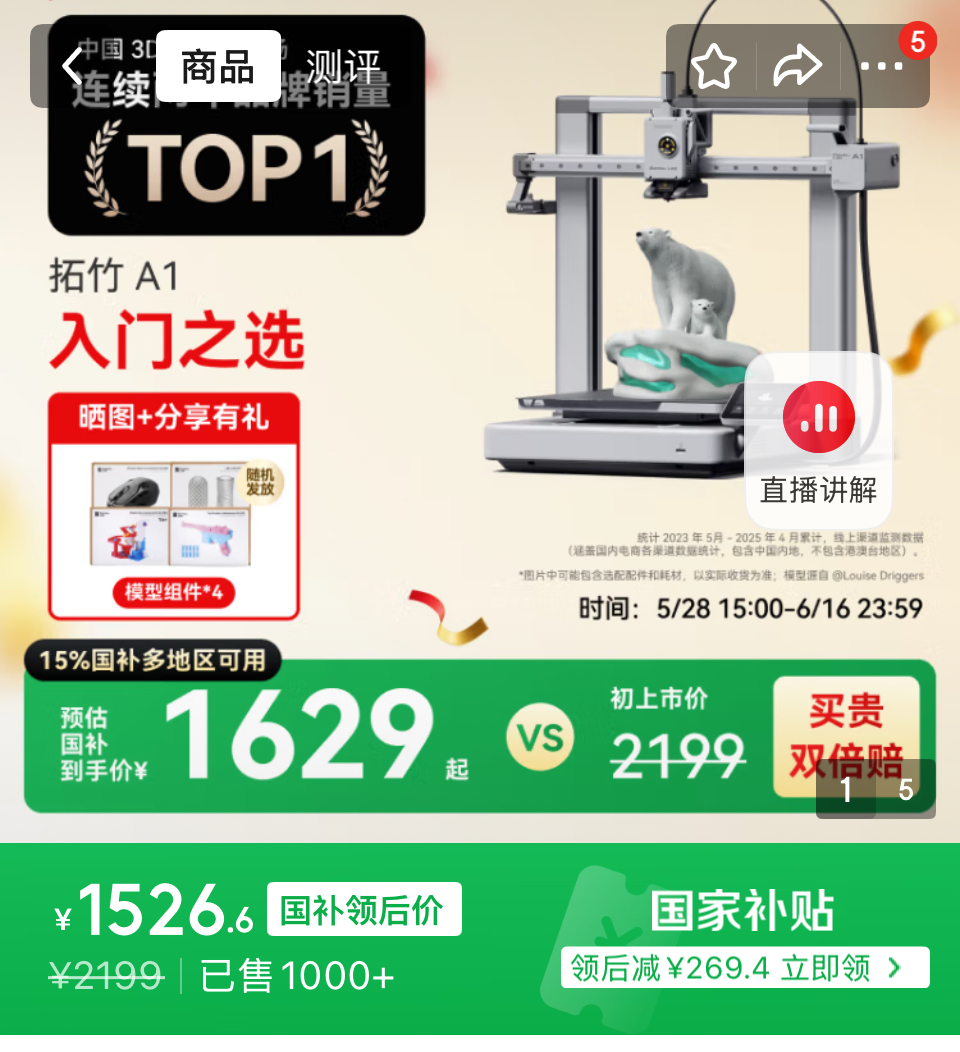 中国 3D
商品
测评
5
连续两年品牌销量
TOP1
A1
拓竹 A1
入门之选
晒图+分享有礼
随机
发放
模型组件*4
直播讲解
统计 2023 年 5月 - 2025 年 4 月累计,线上渠道监测数据
(涵盖国内电商各渠道数据统计,包含中国内地,不包含港澳台地区)。
*图片中可能包含选配配件和耗材,以实际收货为准;模型源自 @Louise Driggers
时间:5/28 15:00-6/16 23:59
15%国补多地区可用
预估
国补
到手价¥
1629
起
VS
初上市价
2199
买贵
双倍赔
1
5
¥1526.6
国补领后价
¥2199
已售1000+
国家补贴
领后减¥269.4 立即领 >